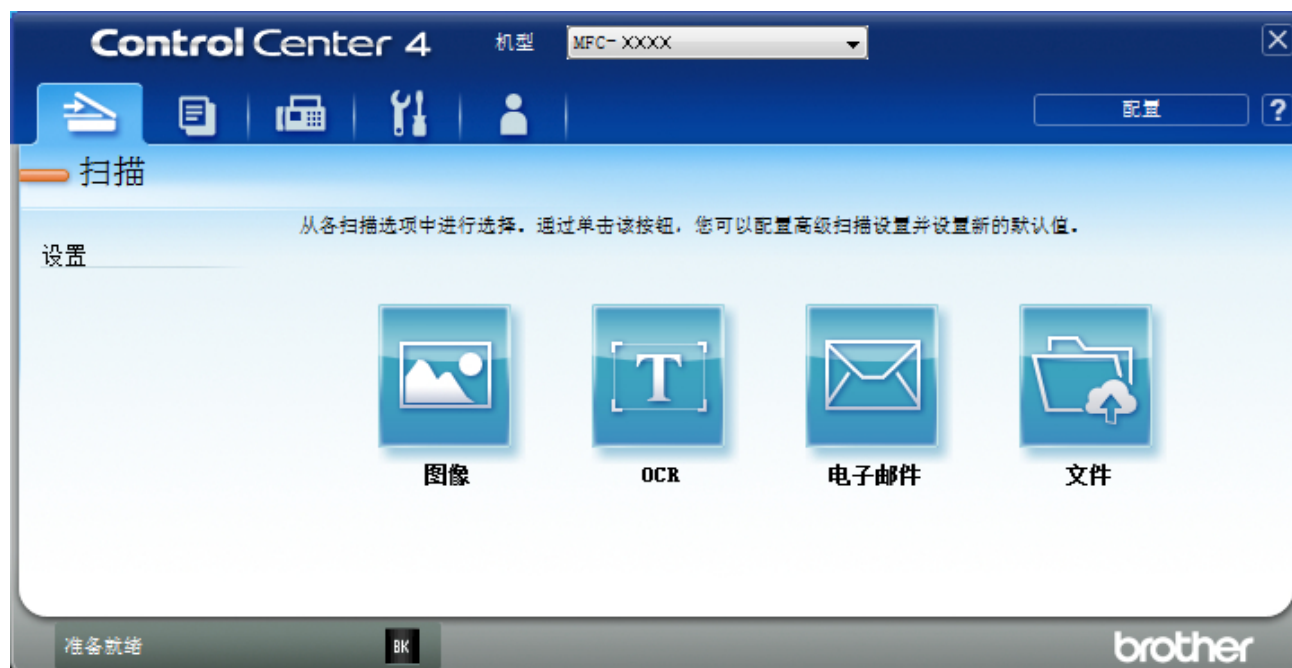 Control Center 4 机型 MFC-XXXX
配置 ?
扫描
从各扫描选项中进行选择。通过单击该按钮，您可以配置高级扫描设置并设置新的默认值。
设置
T
图像 OCR 电子邮件 文件
准备就绪 BK brother